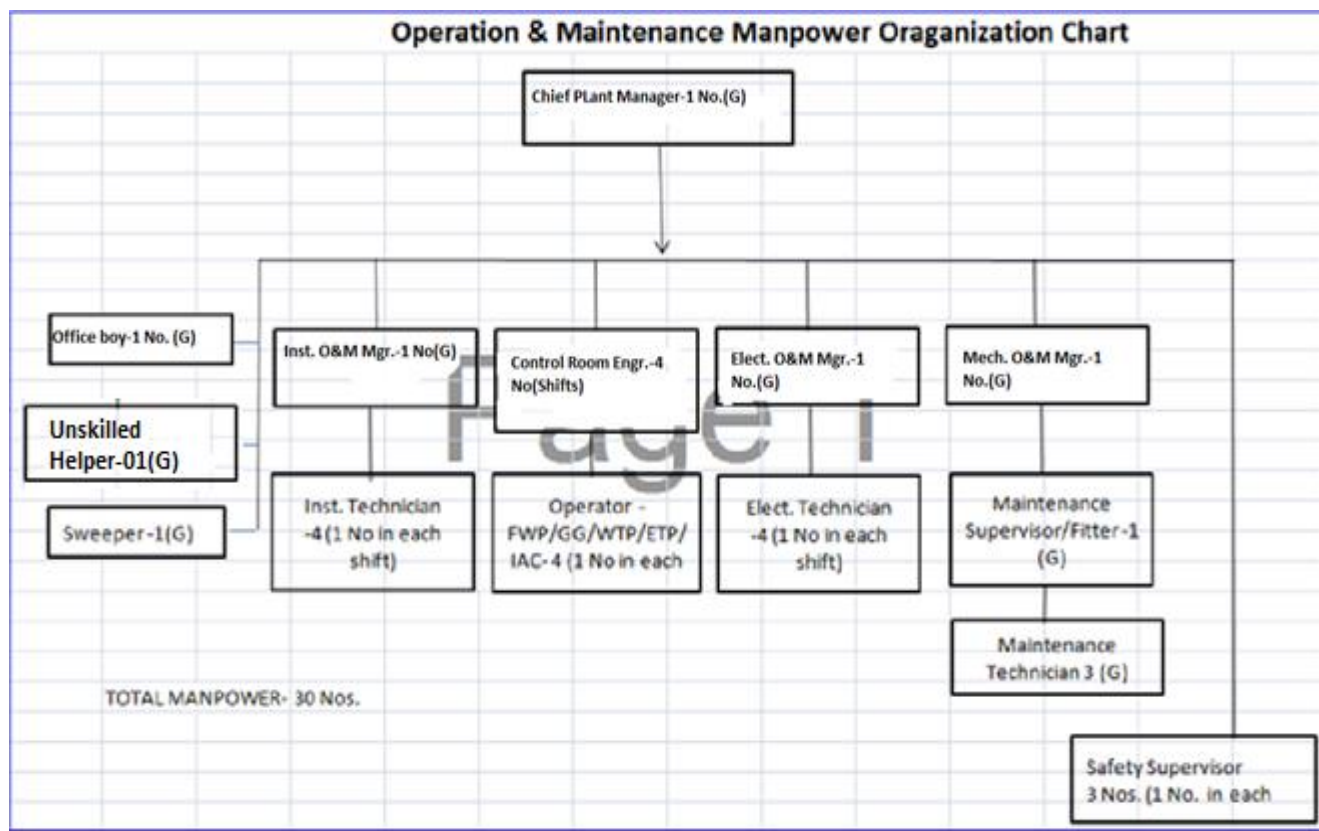 Operation & Maintenance Manpower Oraganization Chart
Chief PLant Manager-1 No.(G)
Office boy-1 No. (G)
Unskilled
Helper-01(G)
Sweeper-1(G)
Inst. O&M Mgr.-1 No(G)
Inst. Technician
-4 (1 No in each
shift)
Control Room Engr.-4
No(Shifts)
Operator -
FWP/GG/WTP/ETP/
IAC- 4 (1 No in each
Elect. O&M Mgr.-1
No.(G)
Elect. Technician
-4 (1 No in each
shift)
Mech. O&M Mgr.-1
No.(G)
Maintenance
Supervisor/Fitter-1
(G)
Maintenance
Technician 3 (G)
Safety Supervisor
3 Nos. (1 No. in each
TOTAL MANPOWER- 30 Nos.
Page 1